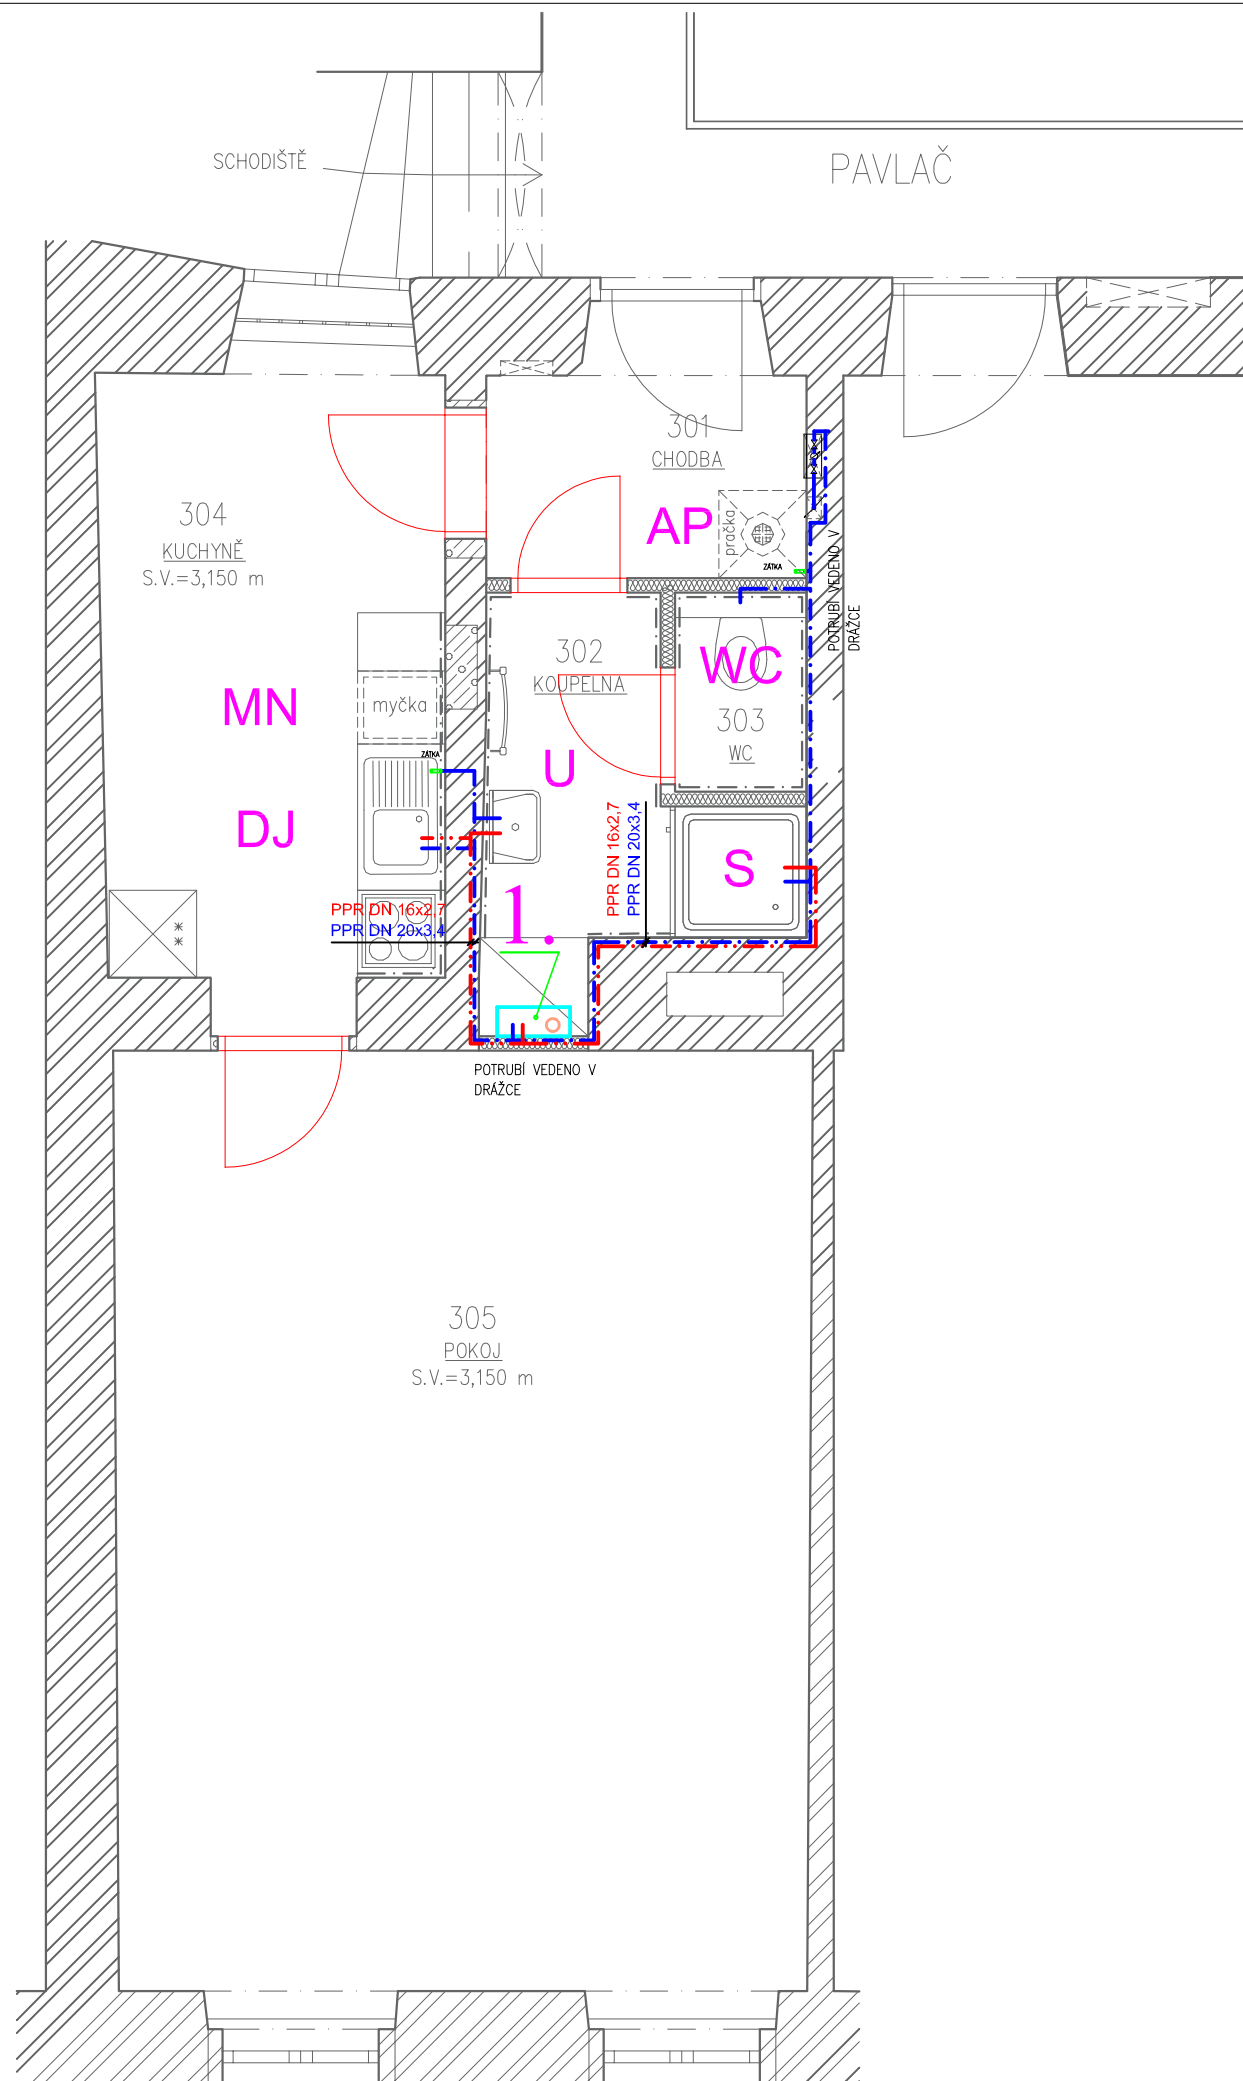 SCHODIŠTĚ
PAVLAČ
301
CHODBA
304
KUCHYNĚ
S.V.=3,150 m
AP
pračka
ZÁTKA
POTRUBÍ VEDENO V
DRÁŽCE
302
KOUPELNA
WC
303
WC
MN
myčka
ZÁTKA
U
DJ
PPR DN 16x2,7
PPR DN 20x3,4
S
PPR DN 16x2,7
PPR DN 20x3,4
1.
POTRUBÍ VEDENO V
DRÁŽCE
305
POKOJ
S.V.=3,150 m